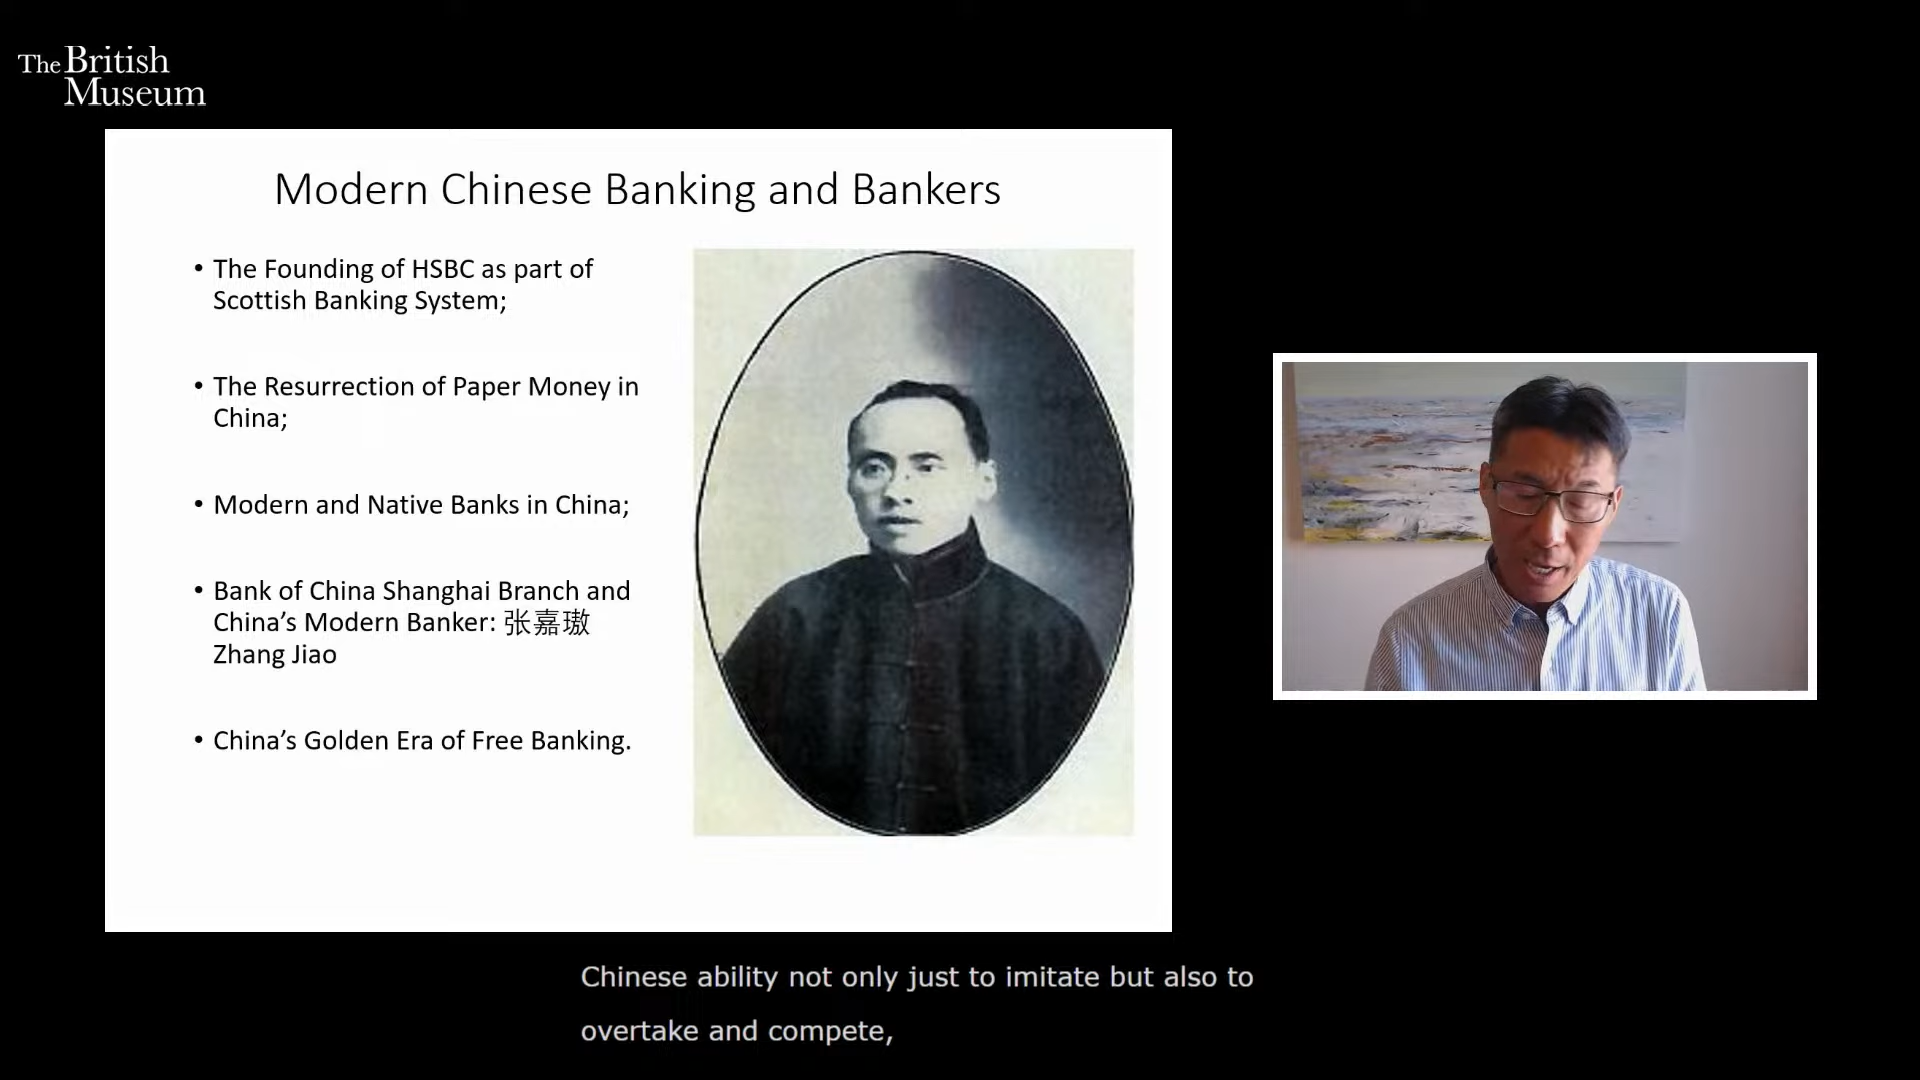 The British
Museum
Modern Chinese Banking and Bankers
• The Founding of HSBC as part of
Scottish Banking System;
• The Resurrection of Paper Money in
China;
• Modern and Native Banks in China;
• Bank of China Shanghai Branch and
China’s Modern Banker: 张嘉璈
Zhang Jiao
• China’s Golden Era of Free Banking.
Chinese ability not only just to imitate but also to
overtake and compete,